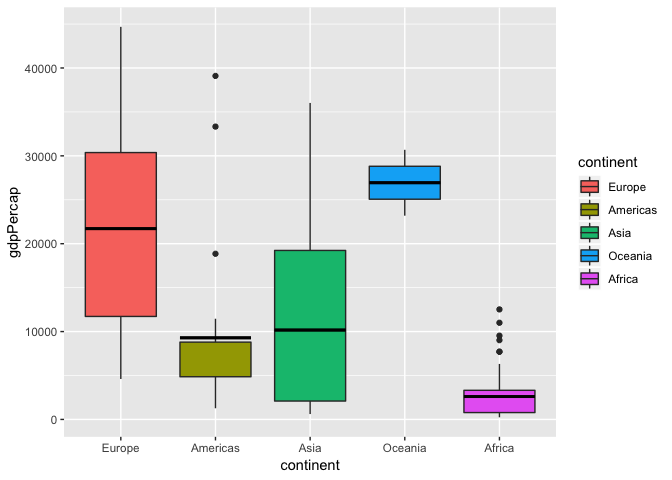 gdpPercap
40000
30000
20000
10000
0
Europe Americas Asia Oceania Africa
continent
continent
Europe
Americas
Asia
Oceania
Africa